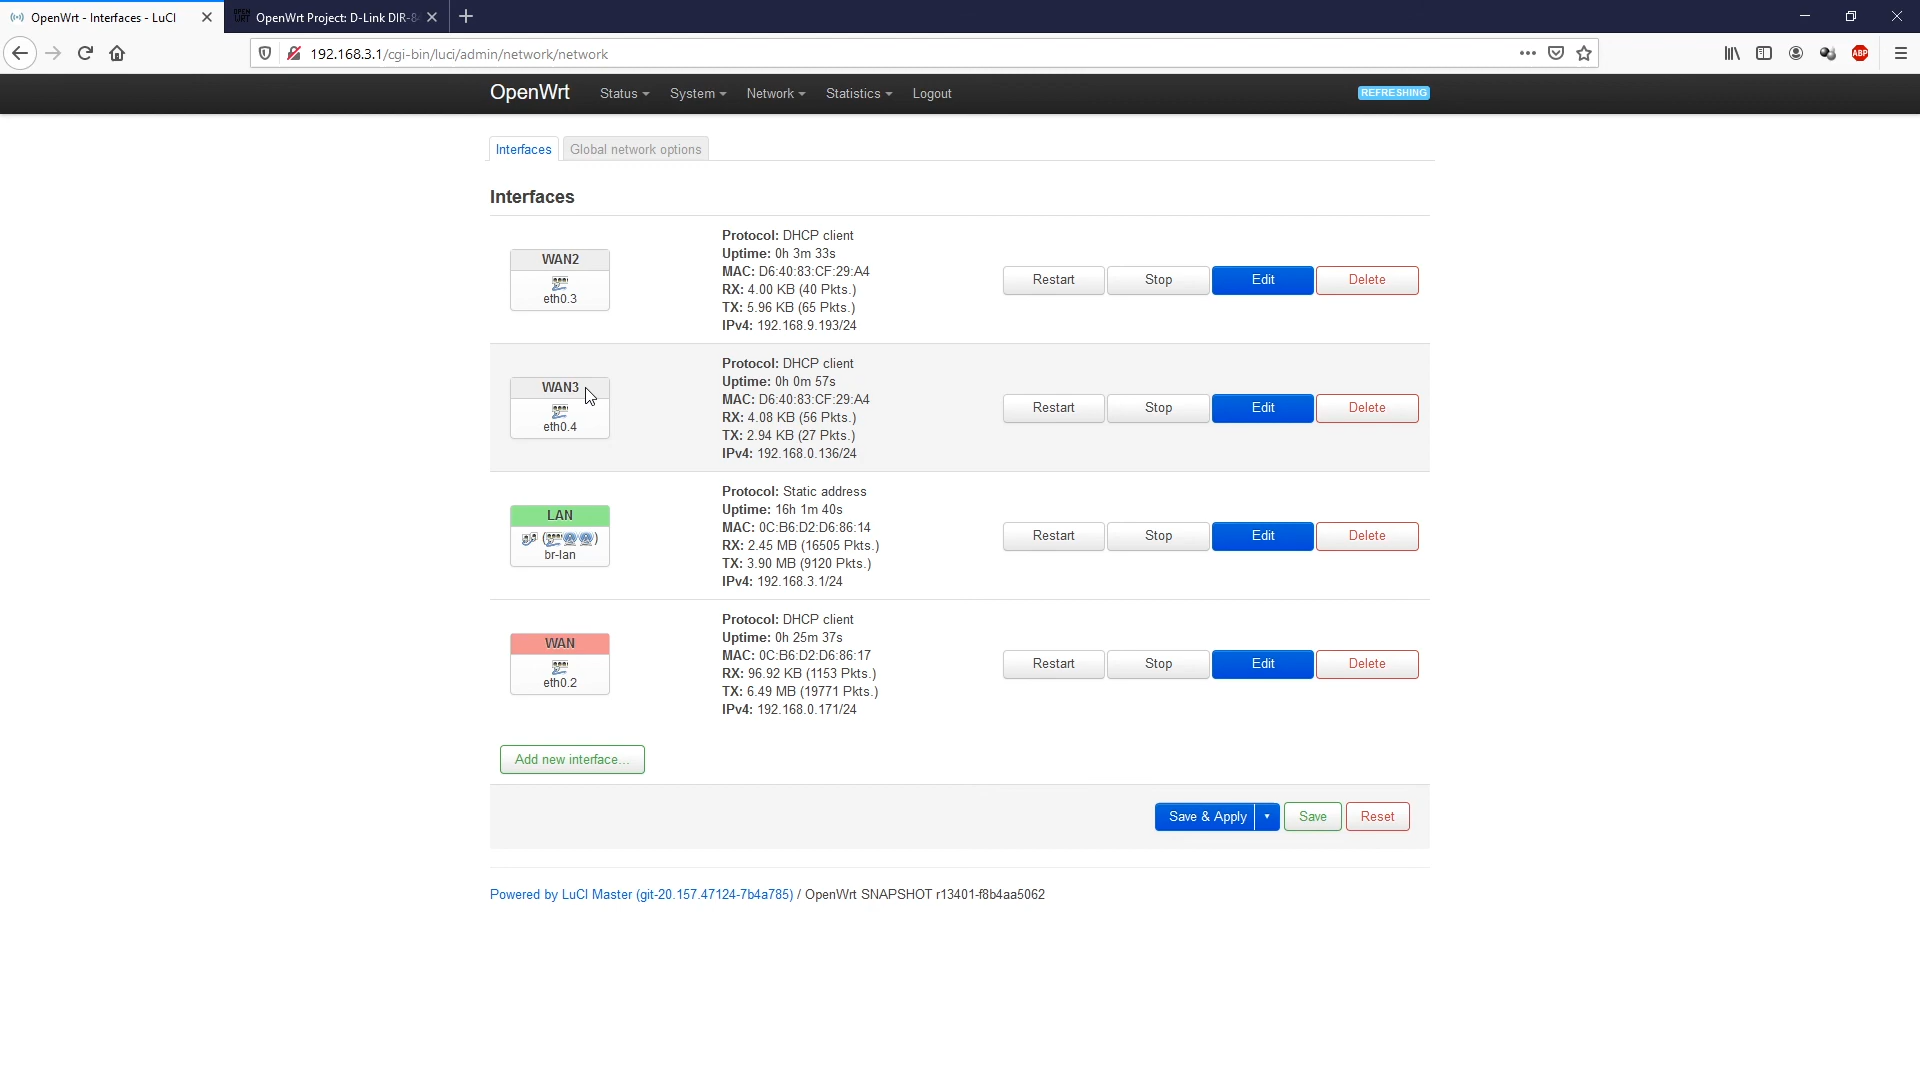 OpenWrt - Interfaces - LuCI
OpenWrt Project: D-Link DIR-8
192.168.3.1/cgi-bin/luci/admin/network/network
ABP
OpenWrt Status System Network Statistics Logout REFRESHING
Interfaces Global network options
Interfaces
WAN2
eth0.3
Protocol: DHCP client
Uptime: 0h 3m 33s
MAC: D6:40:83:CF:29:A4
RX: 4.00 KB (40 Pkts.)
TX: 5.96 KB (65 Pkts.)
IPv4: 192.168.9.193/24
Restart Stop Edit Delete
WAN3
eth0.4
Protocol: DHCP client
Uptime: 0h 0m 57s
MAC: D6:40:83:CF:29:A4
RX: 4.08 KB (56 Pkts.)
TX: 2.94 KB (27 Pkts.)
IPv4: 192.168.0.136/24
Restart Stop Edit Delete
LAN
br-lan
Protocol: Static address
Uptime: 16h 1m 40s
MAC: 0C:B6:D2:D6:86:14
RX: 2.45 MB (16505 Pkts.)
TX: 3.90 MB (9120 Pkts.)
IPv4: 192.168.3.1/24
Restart Stop Edit Delete
WAN
eth0.2
Protocol: DHCP client
Uptime: 0h 25m 37s
MAC: 0C:B6:D2:D6:86:17
RX: 96.92 KB (1153 Pkts.)
TX: 6.49 MB (19771 Pkts.)
IPv4: 192.168.0.171/24
Restart Stop Edit Delete
Add new interface...
Save & Apply Save Reset
Powered by LuCI Master (git-20.157.47124-7b4a785) / OpenWrt SNAPSHOT r13401-f8b4aa5062